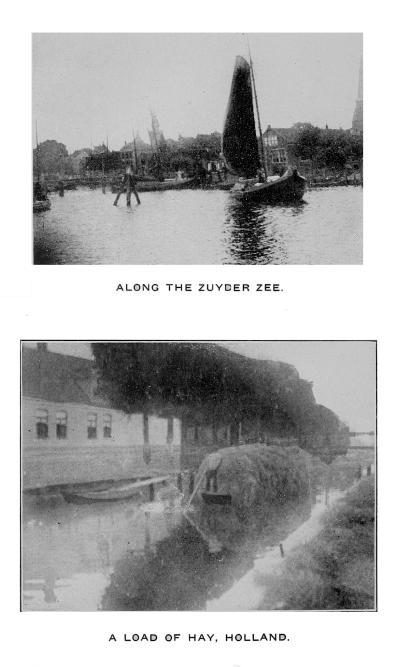 ALONG THE ZUYDER ZEE.
A LOAD OF HAY, HOLLAND.